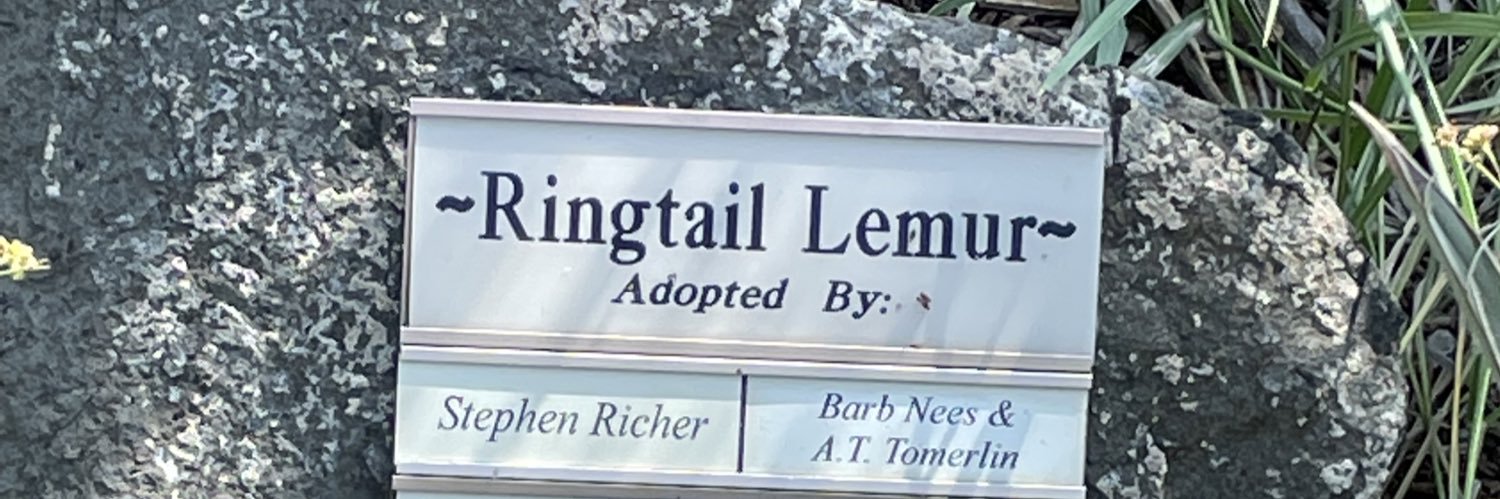 ~Ringtail Lemur~
Adopted By:
Stephen Richer
Barb Nees &
A.T. Tomerlin